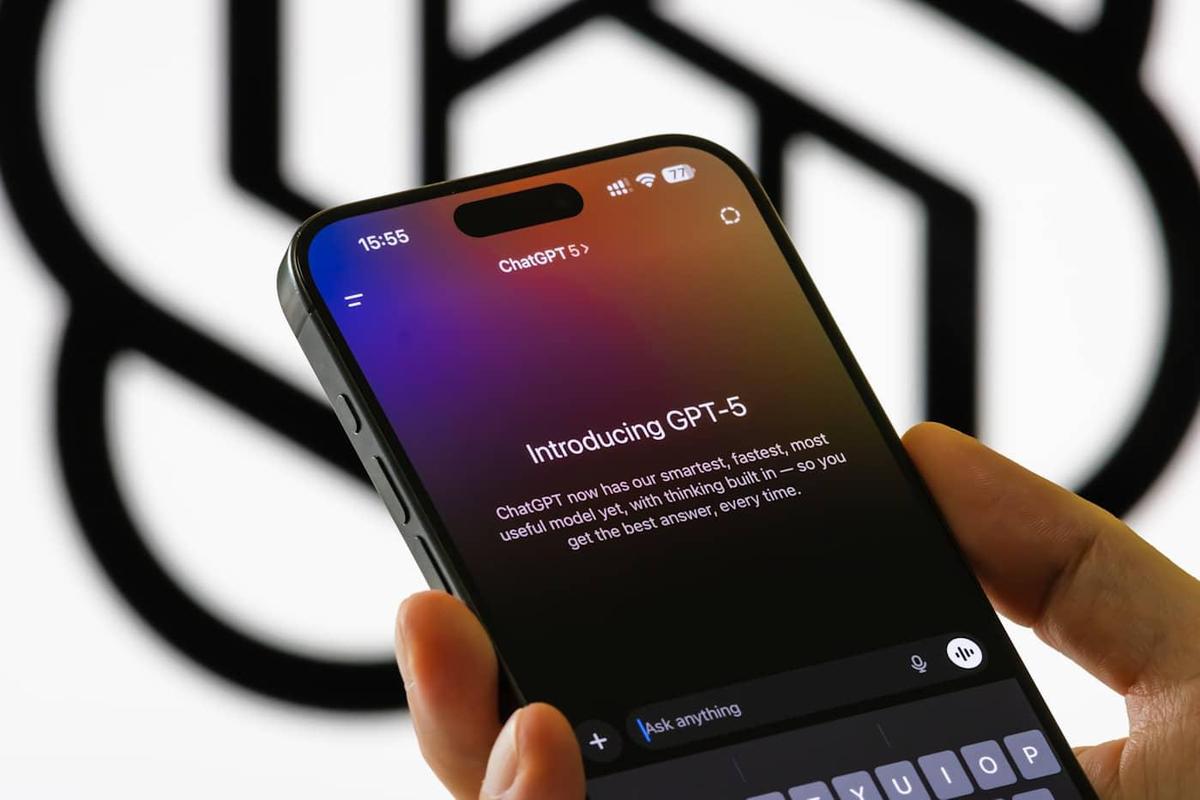 15:55
77
ChatGPT 5 >
Introducing GPT-5
ChatGPT now has our smartest, fastest, most
useful model yet, with thinking built in — so you
get the best answer, every time.
Ask anything
Y U I O P